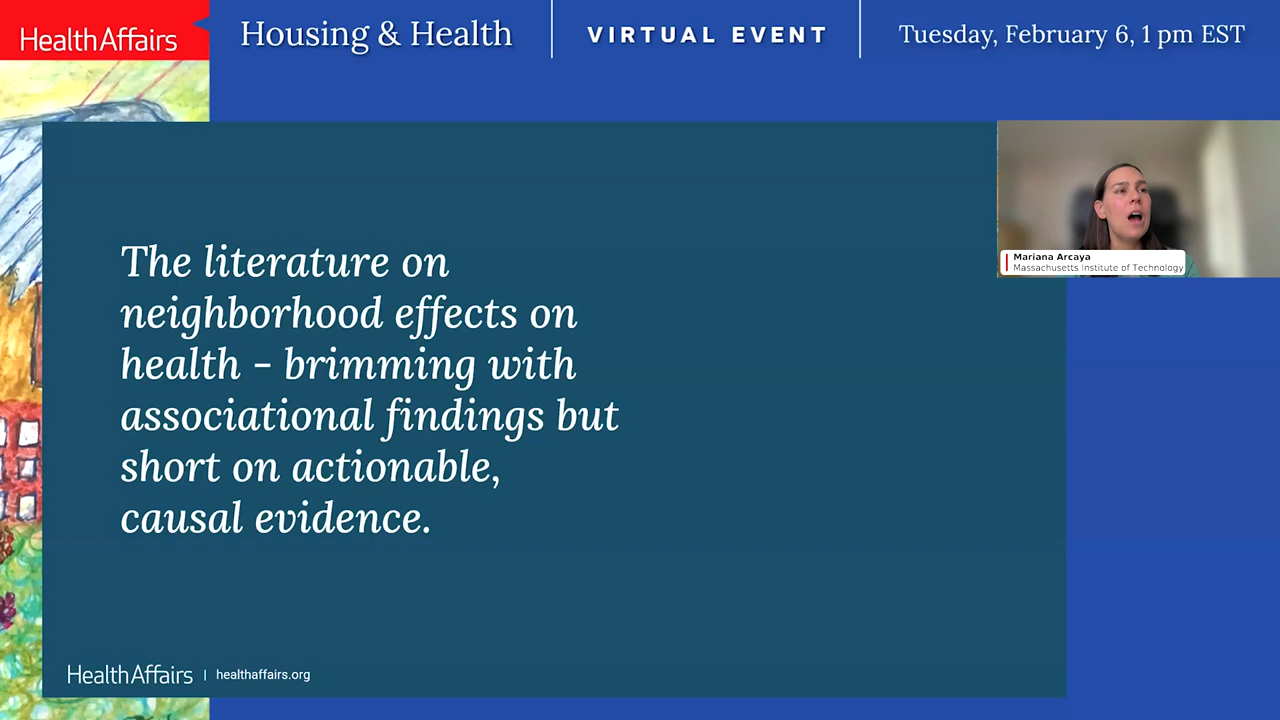 HealthAffairs
Housing & Health
VIRTUAL EVENT
Tuesday, February 6, 1 pm EST
Mariana Arcaya
Massachusetts Institute of Technology
The literature on
neighborhood effects on
health – brimming with
associational findings but
short on actionable,
causal evidence.
HealthAffairs | healthaffairs.org